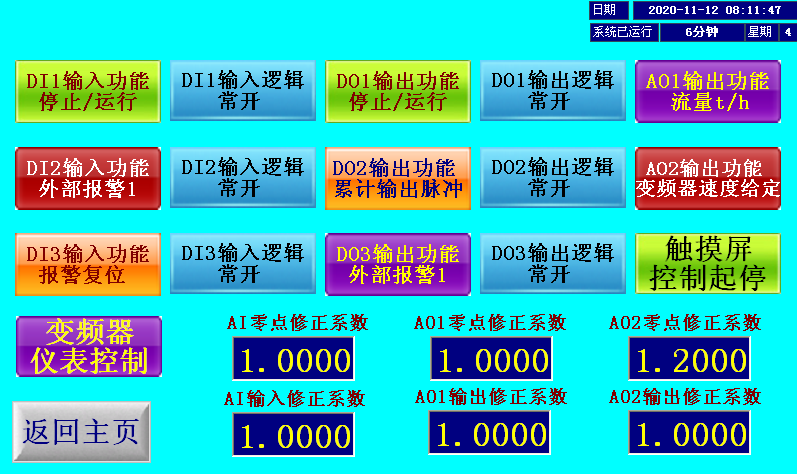 日期 2020-11-12 08:11:47
系统已运行 6分钟 星期 4
DI1输入功能
停止/运行
DI1输入逻辑
常开
DO1输出功能
停止/运行
DO1输出逻辑
常开
AO1输出功能
流量t/h
DI2输入功能
外部报警1
DI2输入逻辑
常开
DO2输出功能
累计输出脉冲
DO2输出逻辑
常开
AO2输出功能
变频器速度给定
DI3输入功能
报警复位
DI3输入逻辑
常开
DO3输出功能
外部报警1
DO3输出逻辑
常开
触摸屏
控制起停
变频器
仪表控制
AI零点修正系数
1.0000
AO1零点修正系数
1.0000
AO2零点修正系数
1.2000
返回主页
AI输入修正系数
1.0000
AO1输出修正系数
1.0000
AO2输出修正系数
1.0000